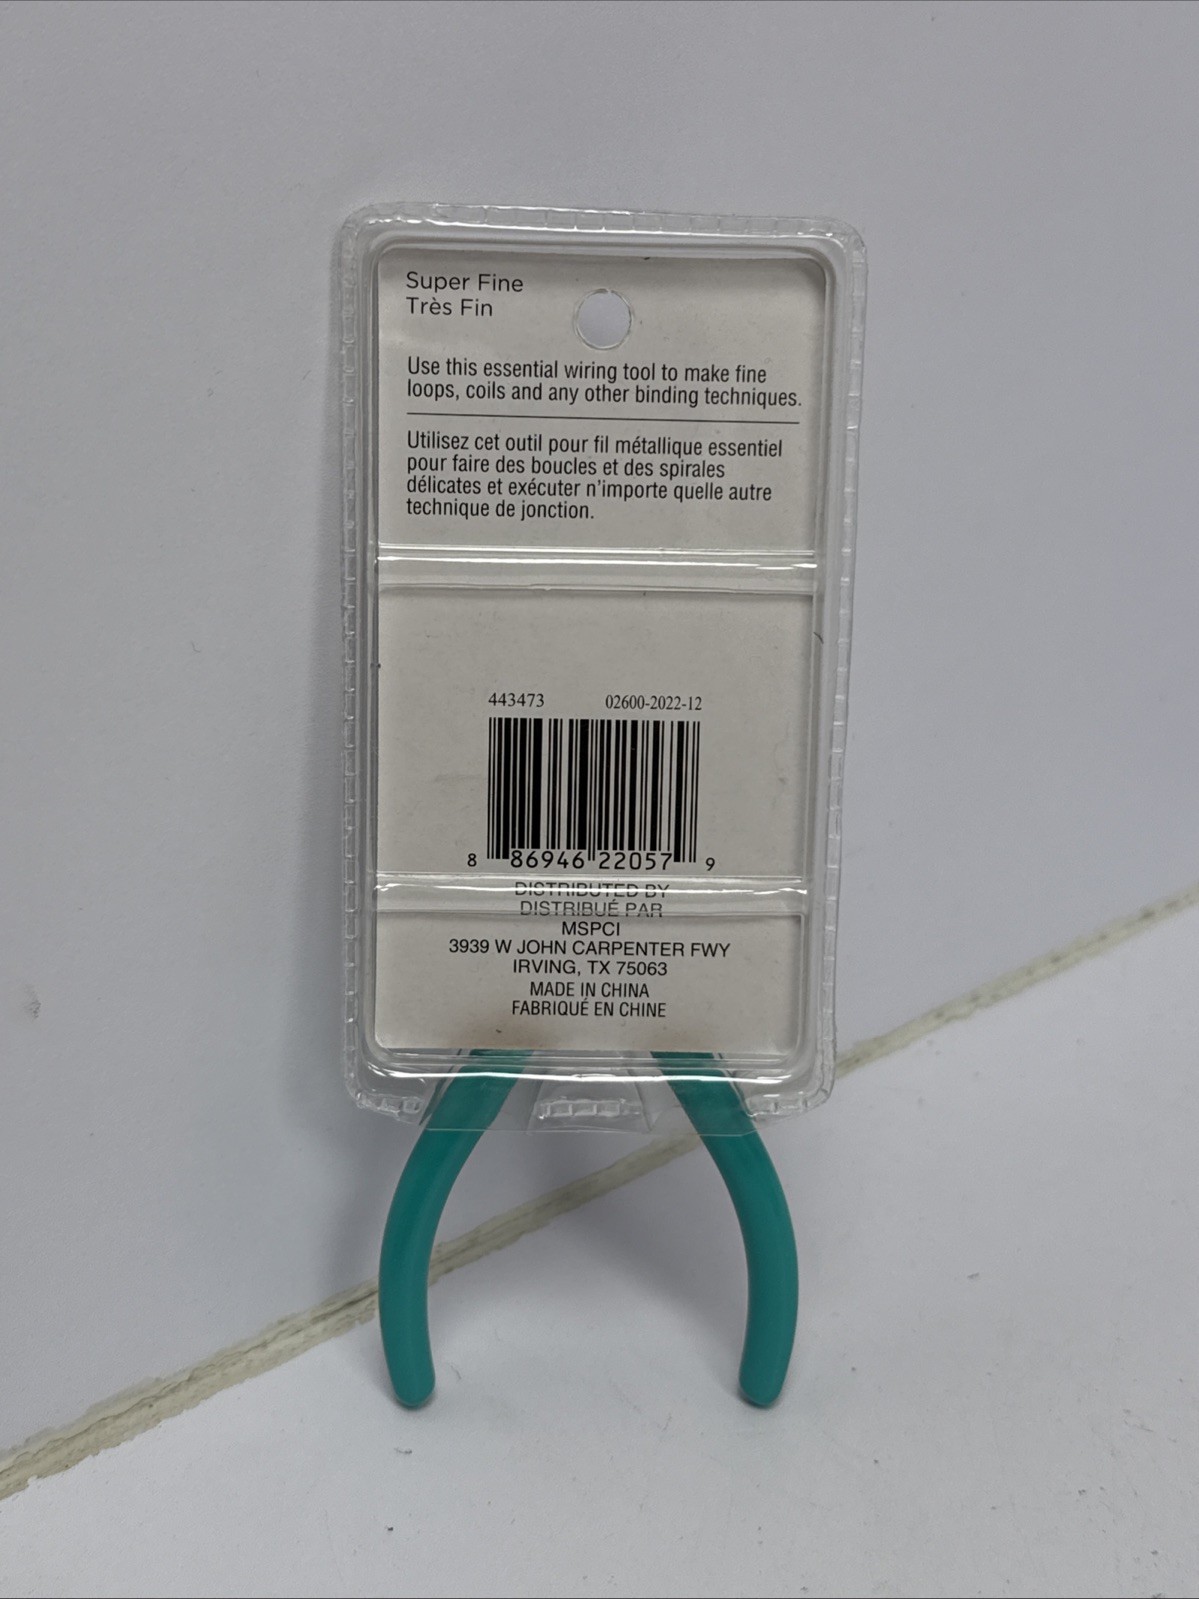 Super Fine
Très Fin
Use this essential wiring tool to make fine
loops, coils and any other binding techniques.
Utilisez cet outil pour fil métallique essentiel
pour faire des boucles et des spirales
délicates et exécuter n'importe quelle autre
technique de jonction.
443473 02600-2022-12
8 86946 22057 9
DISTRIBUTED BY
DISTRIBUÉ PAR
MSPCI
3939 W JOHN CARPENTER FWY
IRVING, TX 75063
MADE IN CHINA
FABRIQUÉ EN CHINE